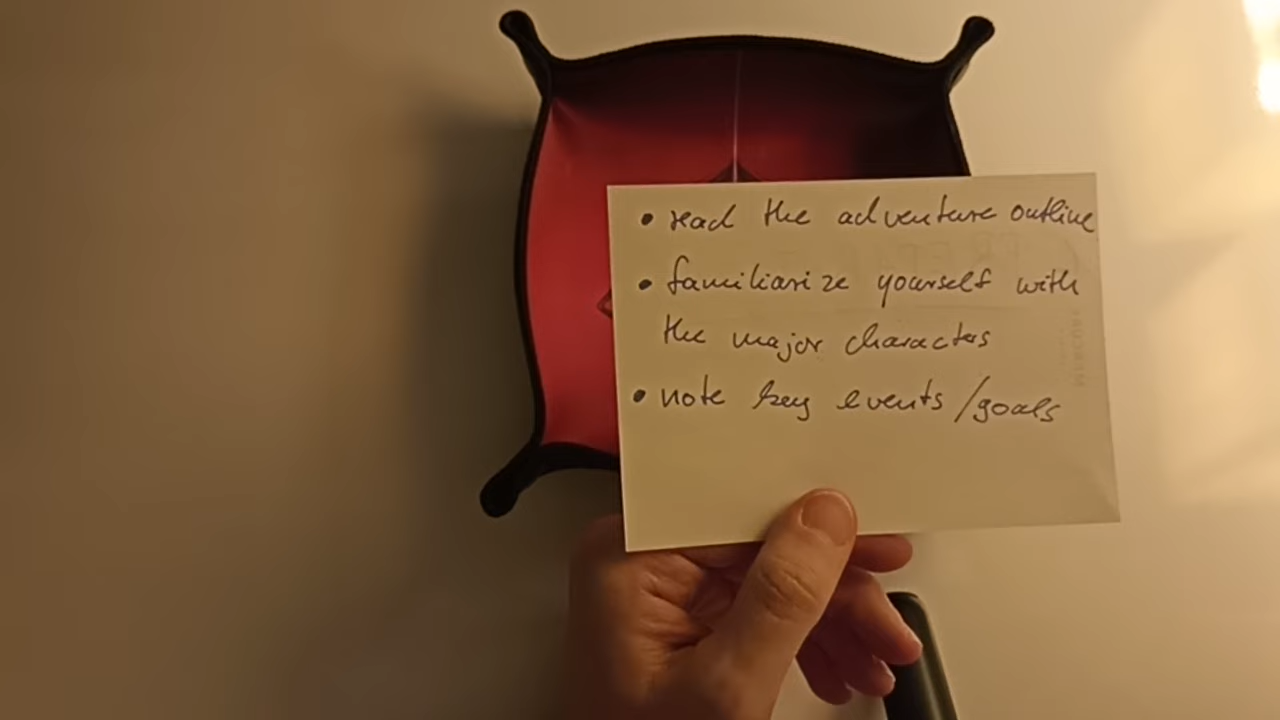 • read the adventure outline
• familiarize yourself with
the major characters
• note key events/goals